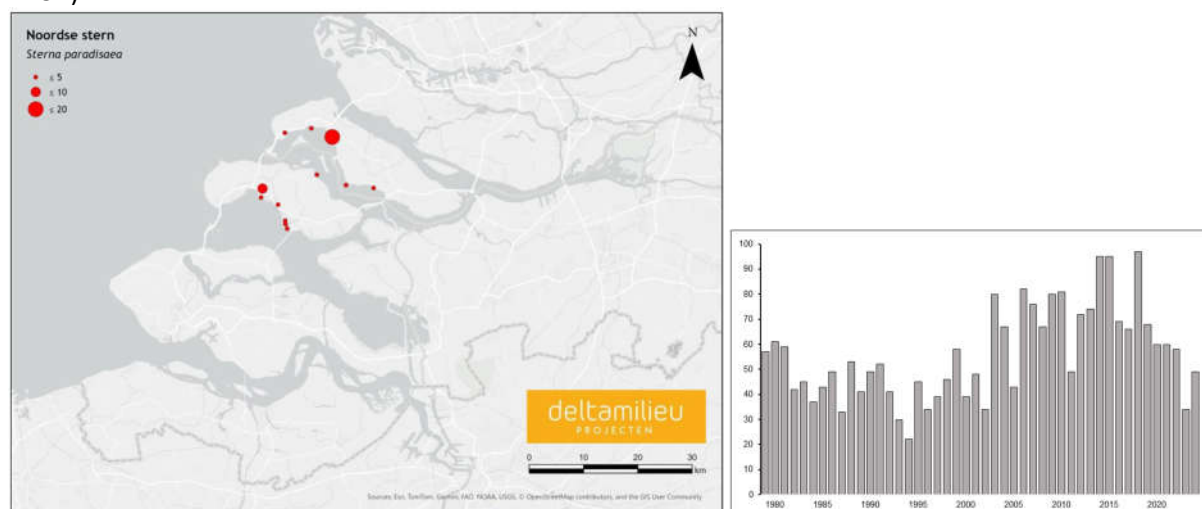 Noordse stern
Sterna paradisaea
≤ 5
≤ 10
≤ 20
N
deltamilieu
PROJECTEN
0 10 20 30
km
Sources: Esri, TomTom, Garmin, FAO, NOAA, USGS, © OpenStreetMap contributors, and the GIS User Community
100
90
80
70
60
50
40
30
20
10
0
1980 1985 1990 1995 2000 2005 2010 2015 2020